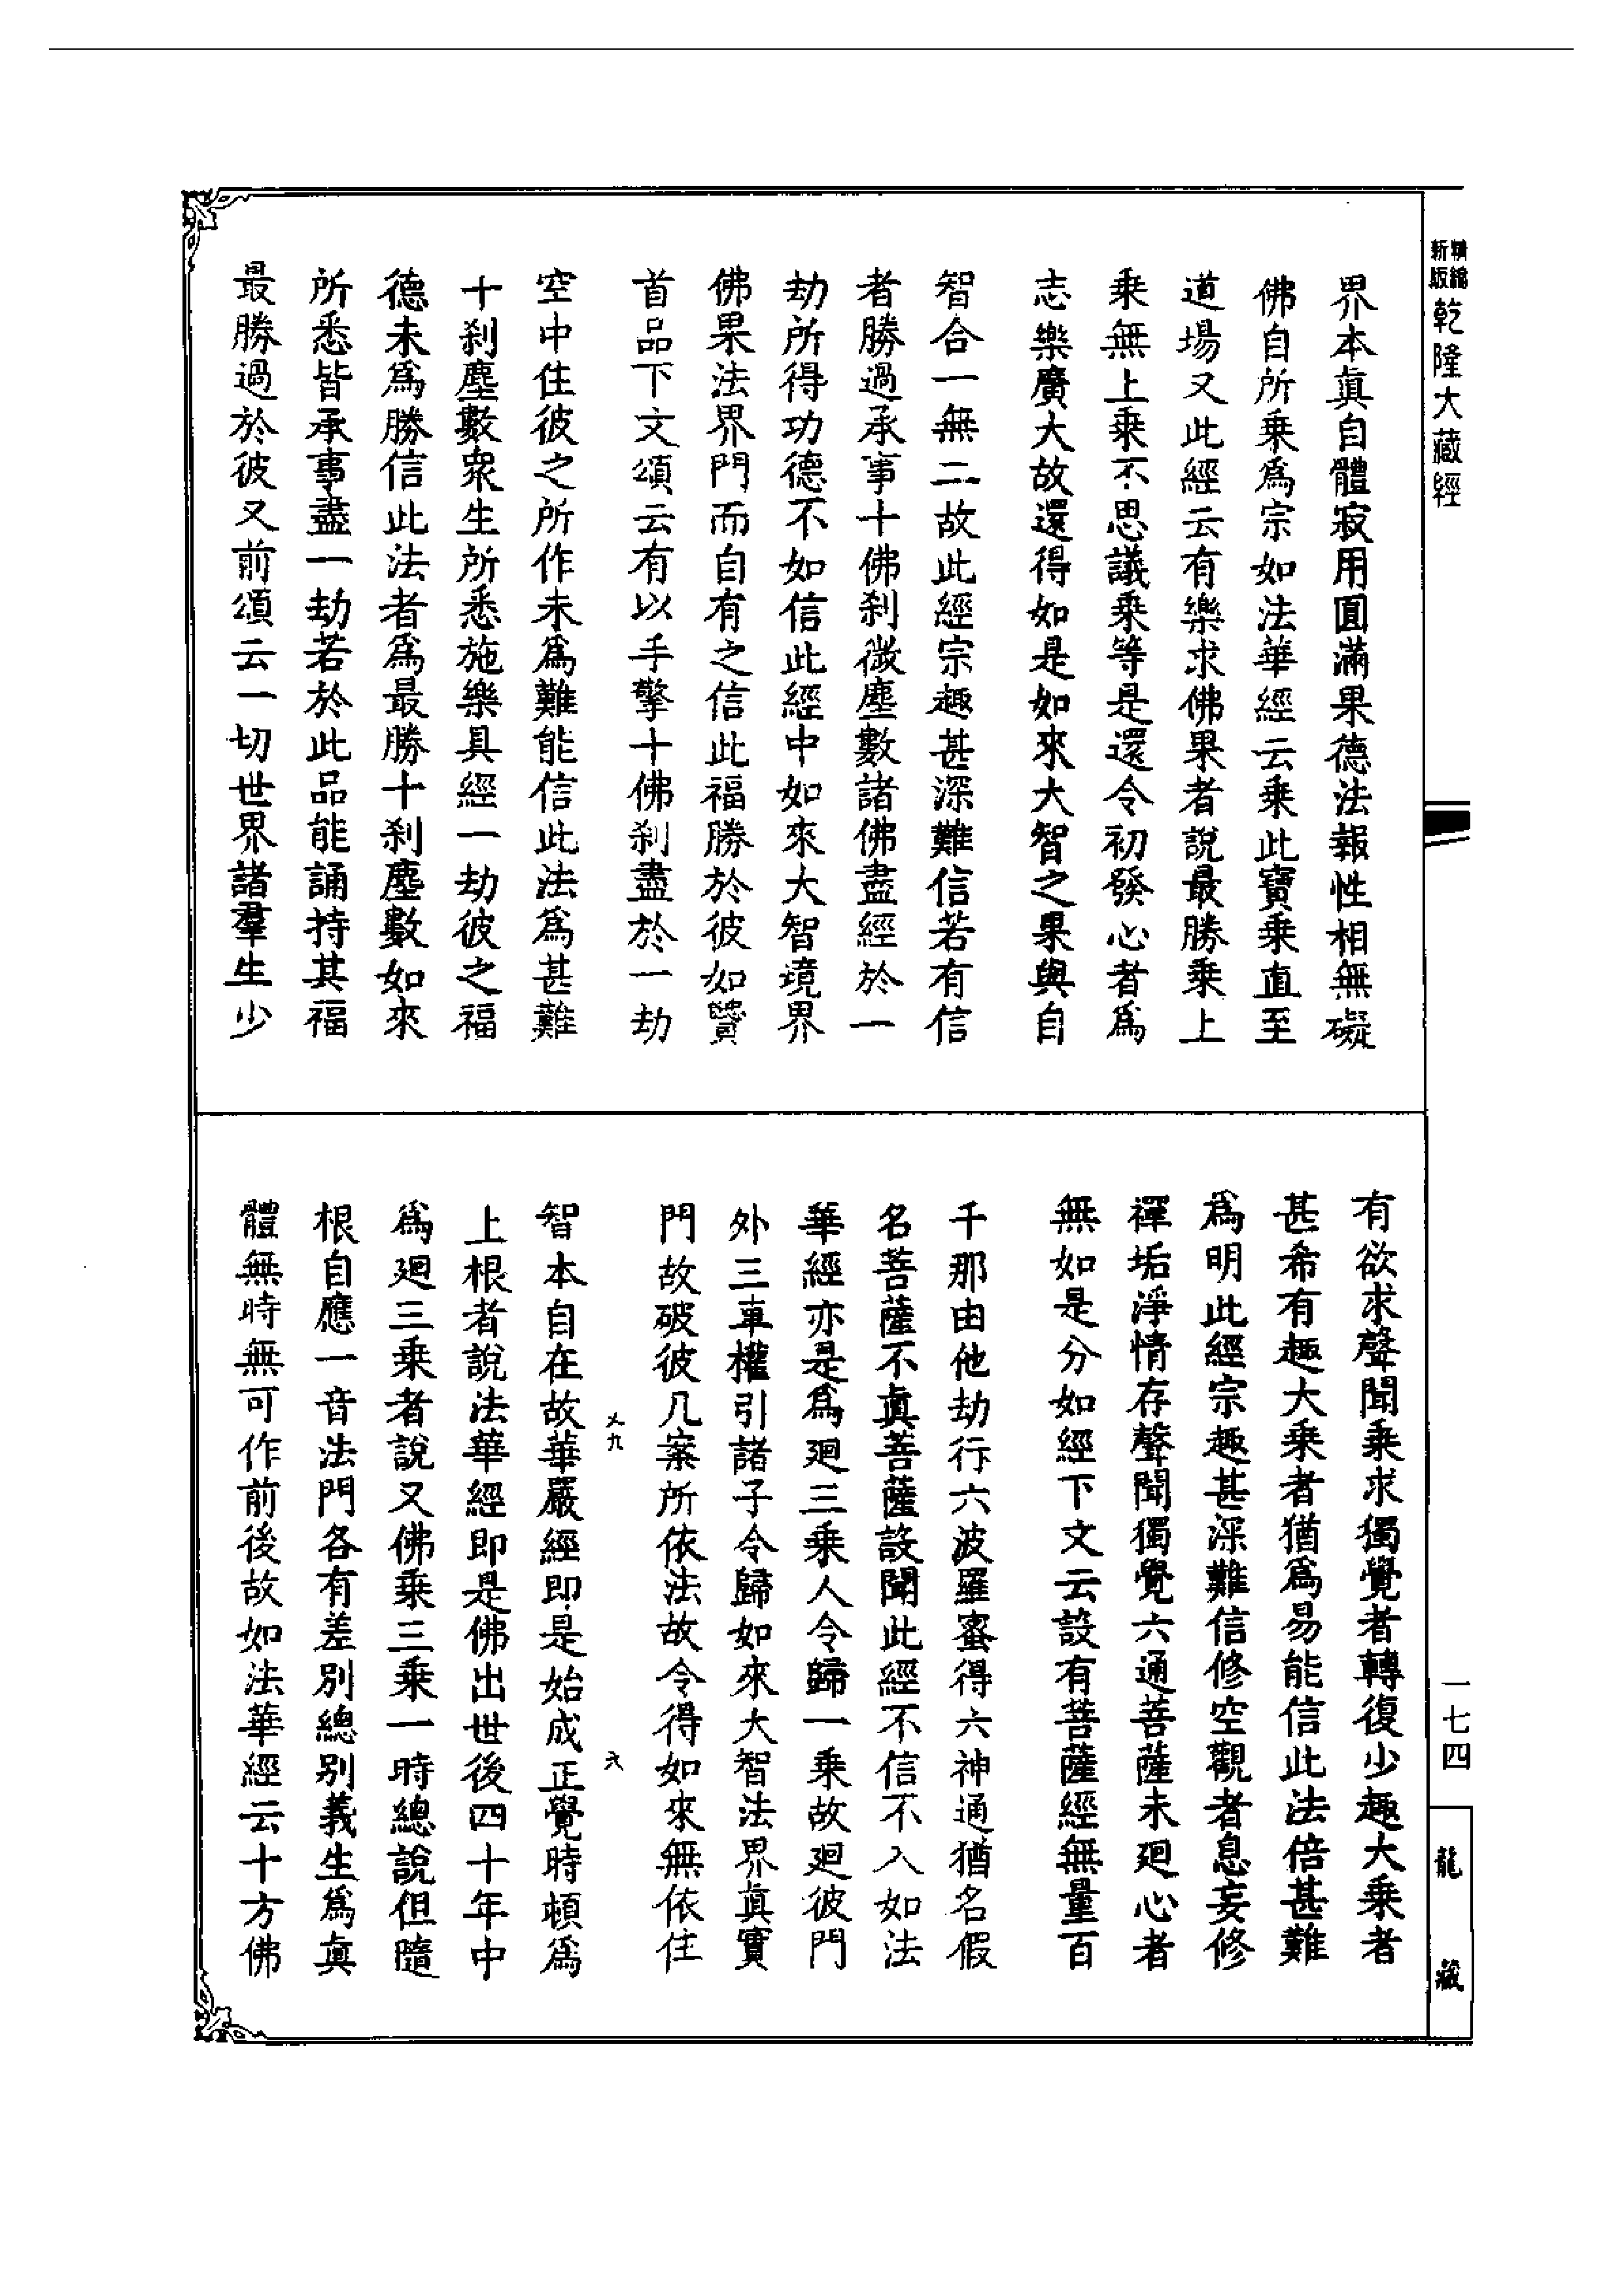 精編
新版
乾隆大藏經
界本真自體寂用圓滿果德法報性相無礙
佛自所乘為宗如法華經云乘此寶乘直至
道場又此經云有樂求佛果者說最勝乘上
乘無上乘不思議乘等是還令初發心者為
志樂廣大故還得如是如來大智之果與自
智合一無二故此經宗趣甚深難信若有信
者勝過承事十佛刹微塵數諸佛盡經於一
劫所得功德不如信此經中如來大智境界
佛果法界門而自有之信此福勝於彼如賢
首品下文頌云有以手擎十佛刹盡於一劫
空中住彼之所作未為難能信此法為甚難
十刹塵數眾生所悉施樂具經一劫彼之福
德未為勝信此法者為最勝十刹塵數如來
所悉皆承事盡一劫若於此品能誦持其福
最勝過於彼又前頌云一切世界諸羣生少
有欲求聲聞乘求獨覺者轉復少趣大乘者
甚希有趣大乘者猶為易能信此法倍甚難
為明此經宗趣甚深難信修空觀者息妄修
禪垢淨情存聲聞獨覺六通菩薩未廻心者
無如是分如經下文云設有菩薩經無量百
千那由他劫行六波羅蜜得六神通猶名假
名菩薩不真菩薩設聞此經不信不入如法
華經亦是為廻三乘人令歸一乘故廻彼門
外三車權引諸子令歸如來大智法界真實
門故破彼几案所依法故令得如來無依住
智本自在故華嚴經即是始成正覺時頓為
上根者說法華經即是佛出世後四十年中
為廻三乘者說又佛乘三乘一時總說但隨
根自應一音法門各有差別總別義生為真
體無時無可作前後故如法華經云十方佛
九
六
一七四
龍藏